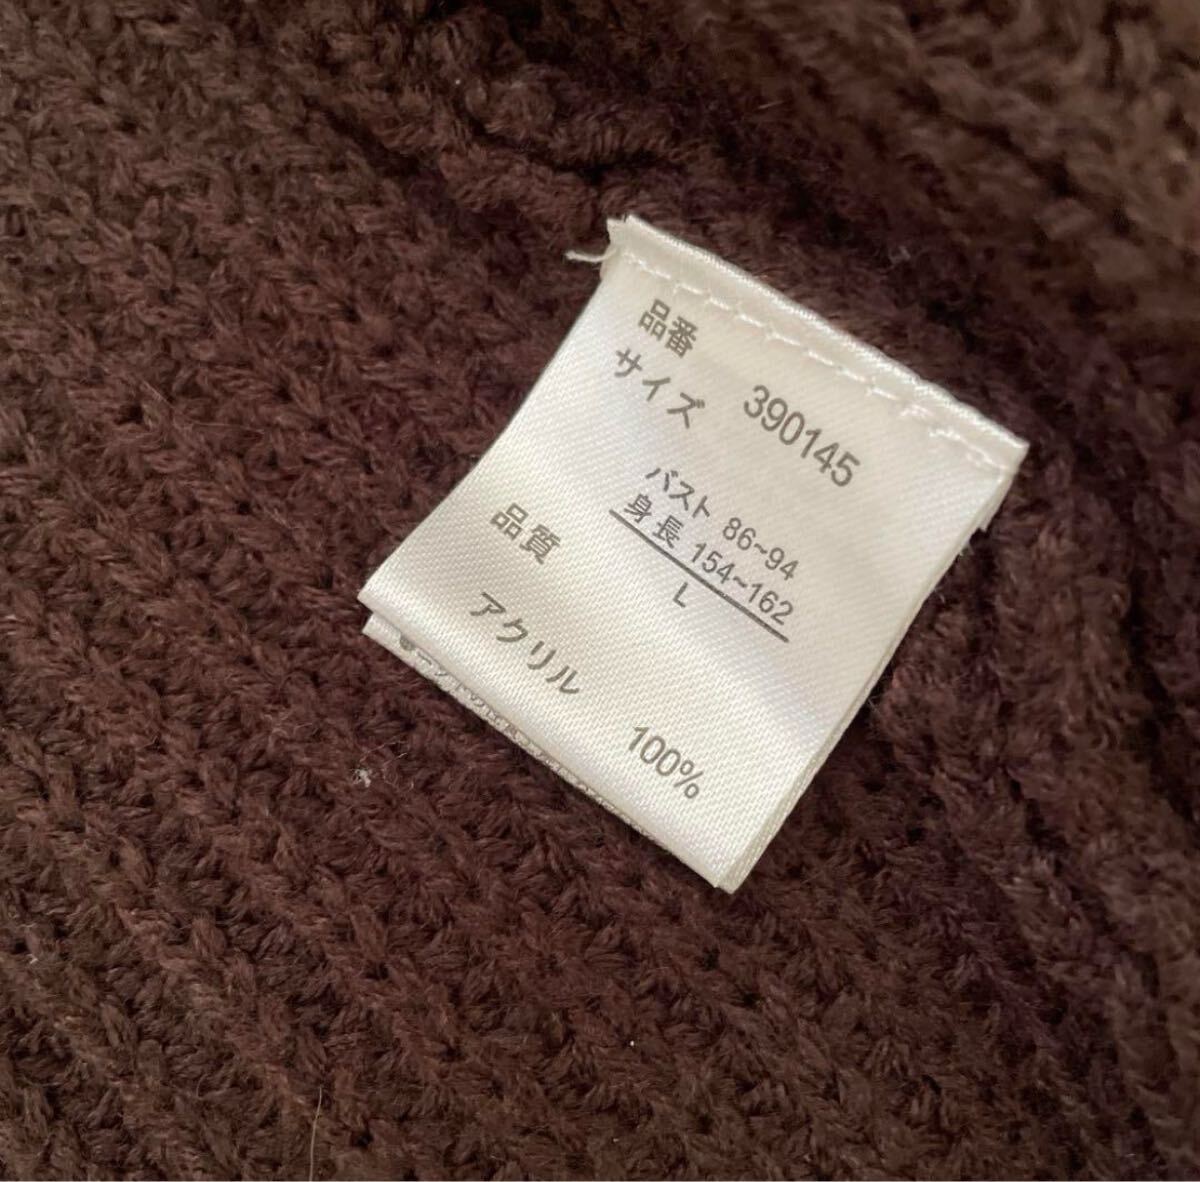 品番 390145
サイズ
バスト 86~94
身長 154~162
L
品質
アクリル 100%